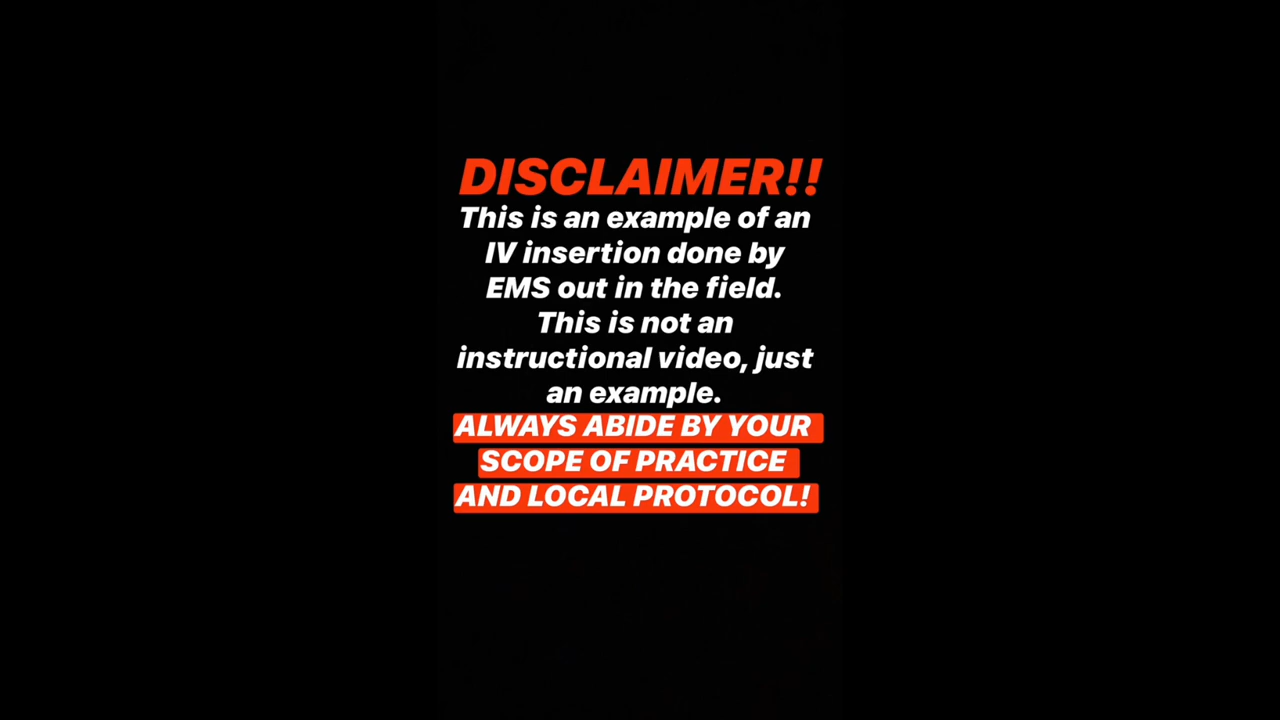 DISCLAIMER!!
This is an example of an
IV insertion done by
EMS out in the field.
This is not an
instructional video, just
an example.
ALWAYS ABIDE BY YOUR
SCOPE OF PRACTICE
AND LOCAL PROTOCOL!